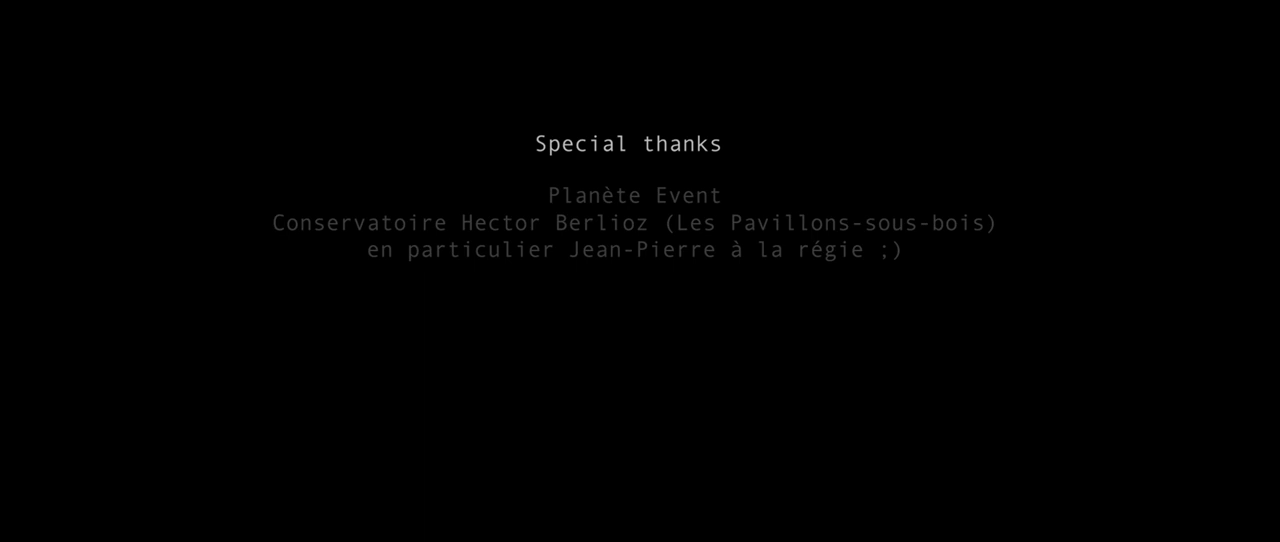 Special thanks
Planète Event
Conservatoire Hector Berlioz (Les Pavillons-sous-bois)
en particulier Jean-Pierre à la régie ;)